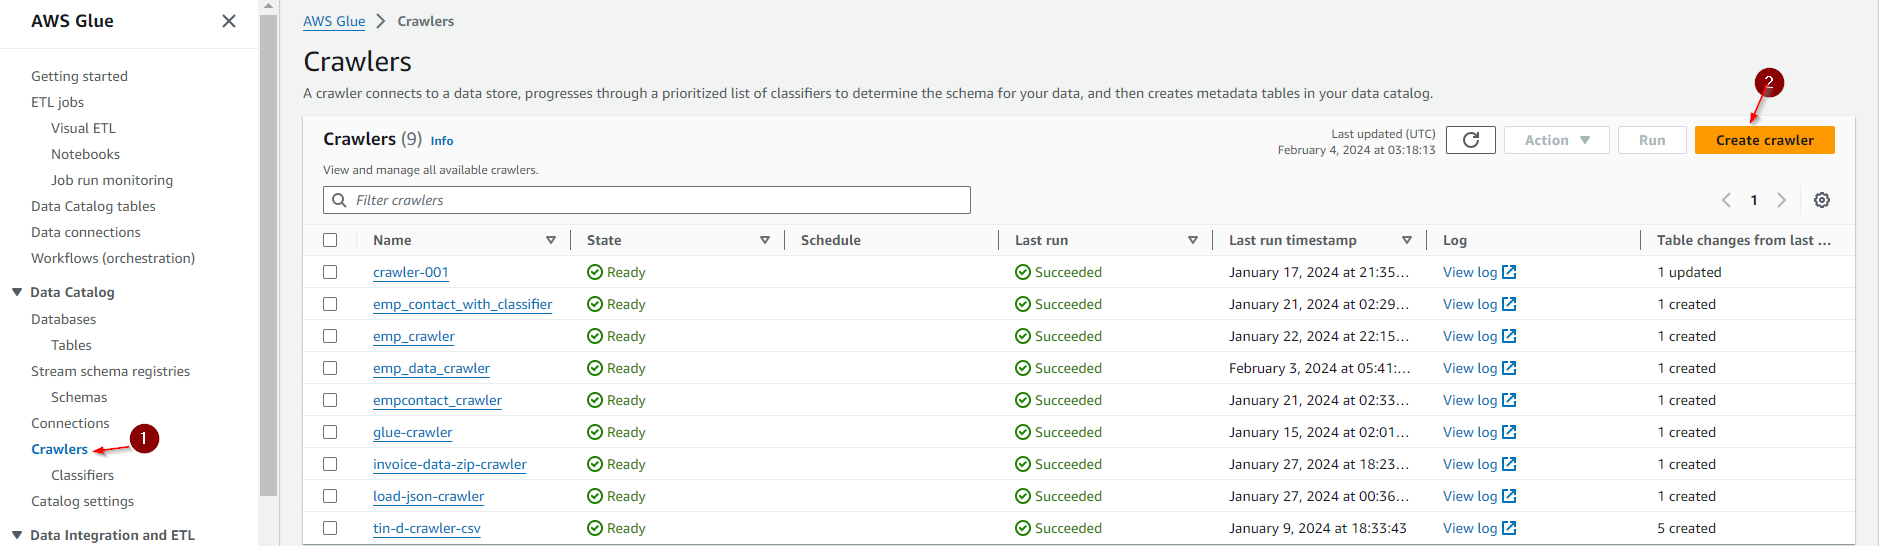 AWS Glue
Getting started
ETL jobs
Visual ETL
Notebooks
Job run monitoring
Data Catalog tables
Data connections
Workflows (orchestration)
Data Catalog
Databases
Tables
Stream schema registries
Schemas
Connections
Crawlers
1
Classifiers
Catalog settings
Data Integration and ETL
AWS Glue > Crawlers
Crawlers
A crawler connects to a data store, progresses through a prioritized list of classifiers to determine the schema for your data, and then creates metadata tables in your data catalog.
2
Crawlers (9) Info
Last updated (UTC)
February 4, 2024 at 03:18:13
Action Run Create crawler
View and manage all available crawlers.
Filter crawlers
1
Name State Schedule Last run Last run timestamp Log Table changes from last ...
crawler-001 Ready Succeeded January 17, 2024 at 21:35... View log 1 updated
emp_contact_with_classifier Ready Succeeded January 21, 2024 at 02:29... View log 1 created
emp_crawler Ready Succeeded January 22, 2024 at 22:15... View log 1 created
emp_data_crawler Ready Succeeded February 3, 2024 at 05:41:... View log 1 created
empcontact_crawler Ready Succeeded January 21, 2024 at 02:33... View log 1 created
glue-crawler Ready Succeeded January 15, 2024 at 02:01... View log 1 created
invoice-data-zip-crawler Ready Succeeded January 27, 2024 at 18:23... View log 1 created
load-json-crawler Ready Succeeded January 27, 2024 at 00:36... View log 1 created
tin-d-crawler-csv Ready Succeeded January 9, 2024 at 18:33:43 View log 5 created